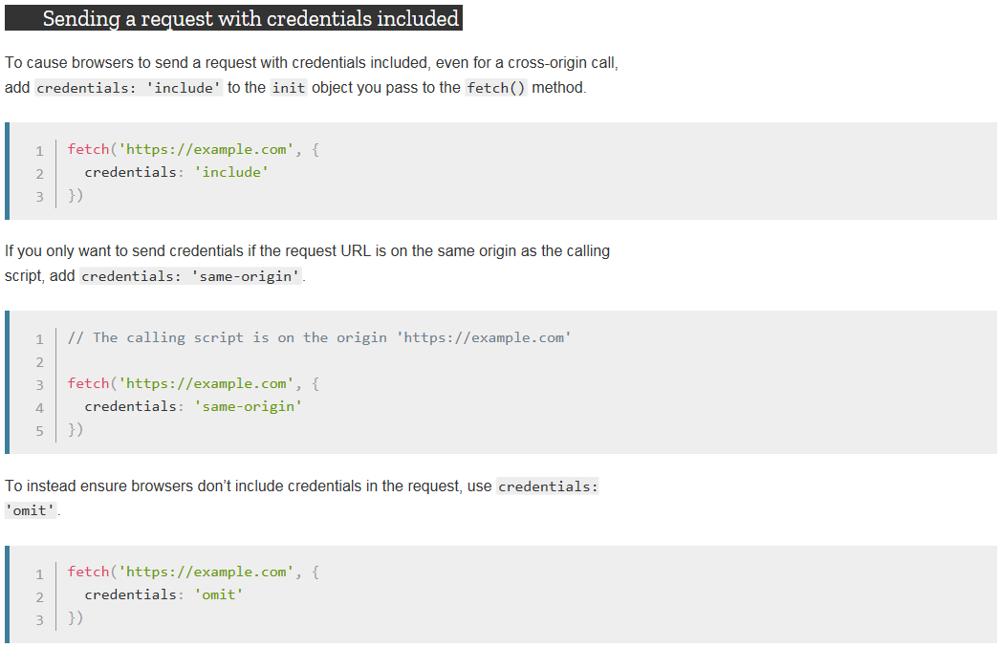 Sending a request with credentials included
To cause browsers to send a request with credentials included, even for a cross-origin call,
add credentials: 'include' to the init object you pass to the fetch() method.
1 fetch('https://example.com', {
2 credentials: 'include'
3 })
If you only want to send credentials if the request URL is on the same origin as the calling
script, add credentials: 'same-origin'.
1 // The calling script is on the origin 'https://example.com'
2
3 fetch('https://example.com', {
4 credentials: 'same-origin'
5 })
To instead ensure browsers don’t include credentials in the request, use credentials:
'omit'.
1 fetch('https://example.com', {
2 credentials: 'omit'
3 })